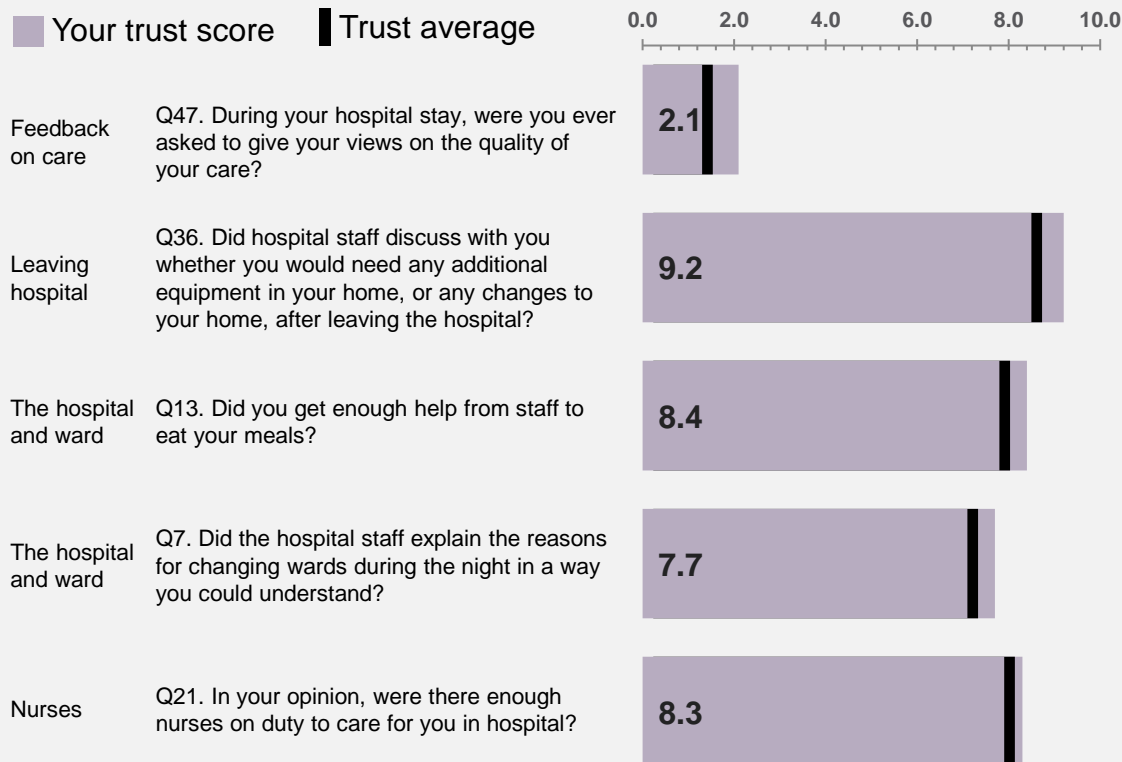 Your trust score
Trust average
0.0 2.0 4.0 6.0 8.0 10.0
Feedback
on care
Q47. During your hospital stay, were you ever
asked to give your views on the quality of
your care?
2.1
Leaving
hospital
Q36. Did hospital staff discuss with you
whether you would need any additional
equipment in your home, or any changes to
your home, after leaving the hospital?
9.2
The hospital
and ward
Q13. Did you get enough help from staff to
eat your meals?
8.4
The hospital
and ward
Q7. Did the hospital staff explain the reasons
for changing wards during the night in a way
you could understand?
7.7
Nurses
Q21. In your opinion, were there enough
nurses on duty to care for you in hospital?
8.3